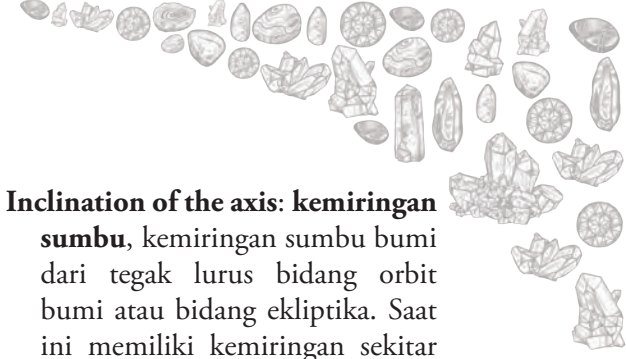 Inclination of the axis: kemiringan
sumbu, kemiringan sumbu bumi
dari tegak lurus bidang orbit
bumi atau bidang ekliptika. Saat
ini memiliki kemiringan sekitar